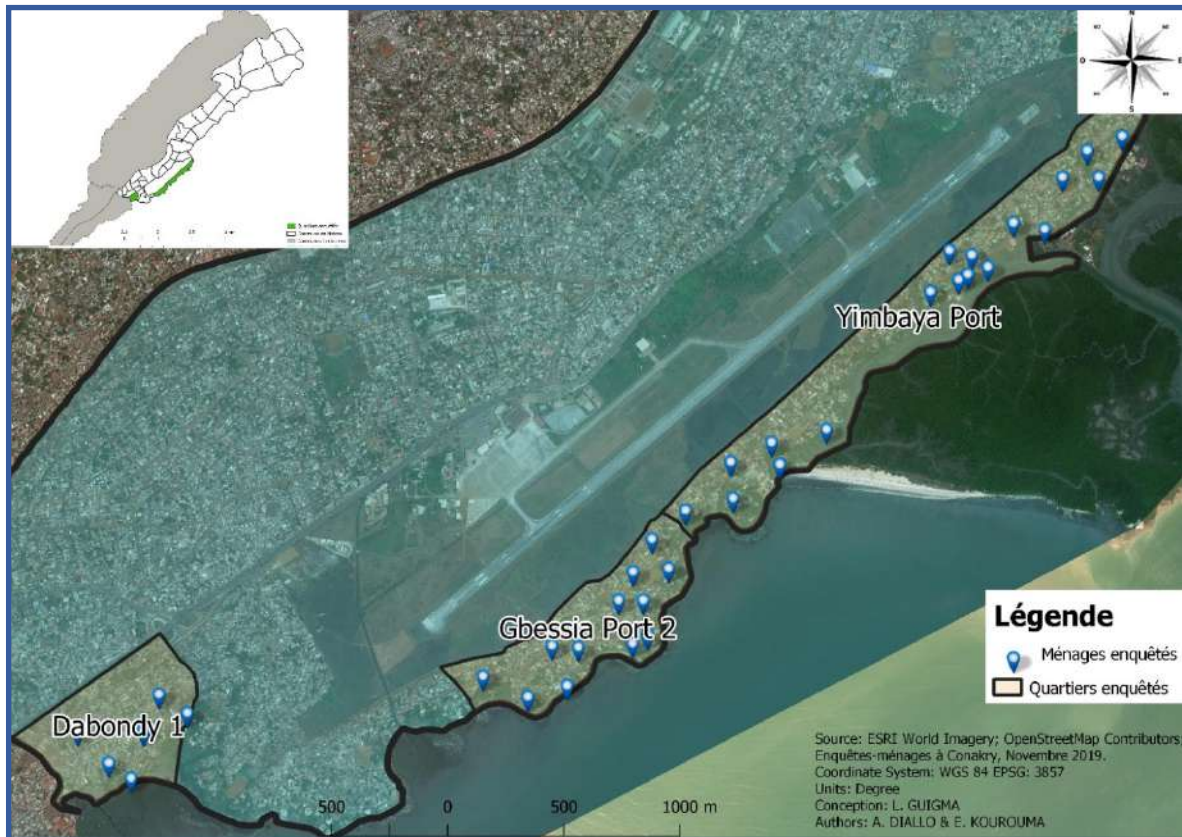 N
O
E
S
Yimbaya Port
Gbessia Port 2
Dabondy 1
Légende
Ménages enquêtés
Quartiers enquêtés
500 0 500 1000 m
Source: ESRI World Imagery; OpenStreetMap Contributors;
Enquêtes-ménages à Conakry, Novembre 2019.
Coordinate System: WGS 84 EPSG: 3857
Units: Degree
Conception: L. GUIGMA
Authors: A. DIALLO & E. KOUROUMA